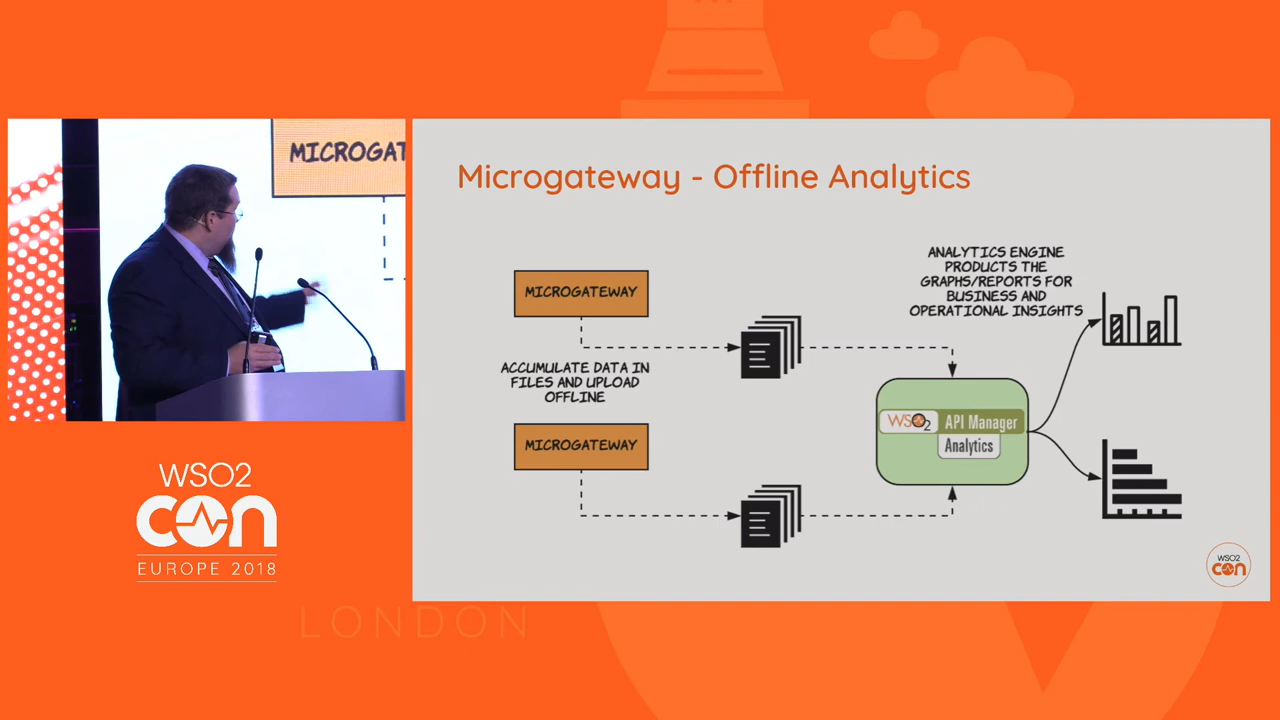 MICROGAT
Microgateway - Offline Analytics
MICROGATEWAY
ACCUMULATE DATA IN
FILES AND UPLOAD
OFFLINE
MICROGATEWAY
ANALYTICS ENGINE
PRODUCTS THE
GRAPHS/REPORTS FOR
BUSINESS AND
OPERATIONAL INSIGHTS
WSO2 API Manager
Analytics
WSO2
CON
EUROPE 2018
LONDON
WSO2
CON